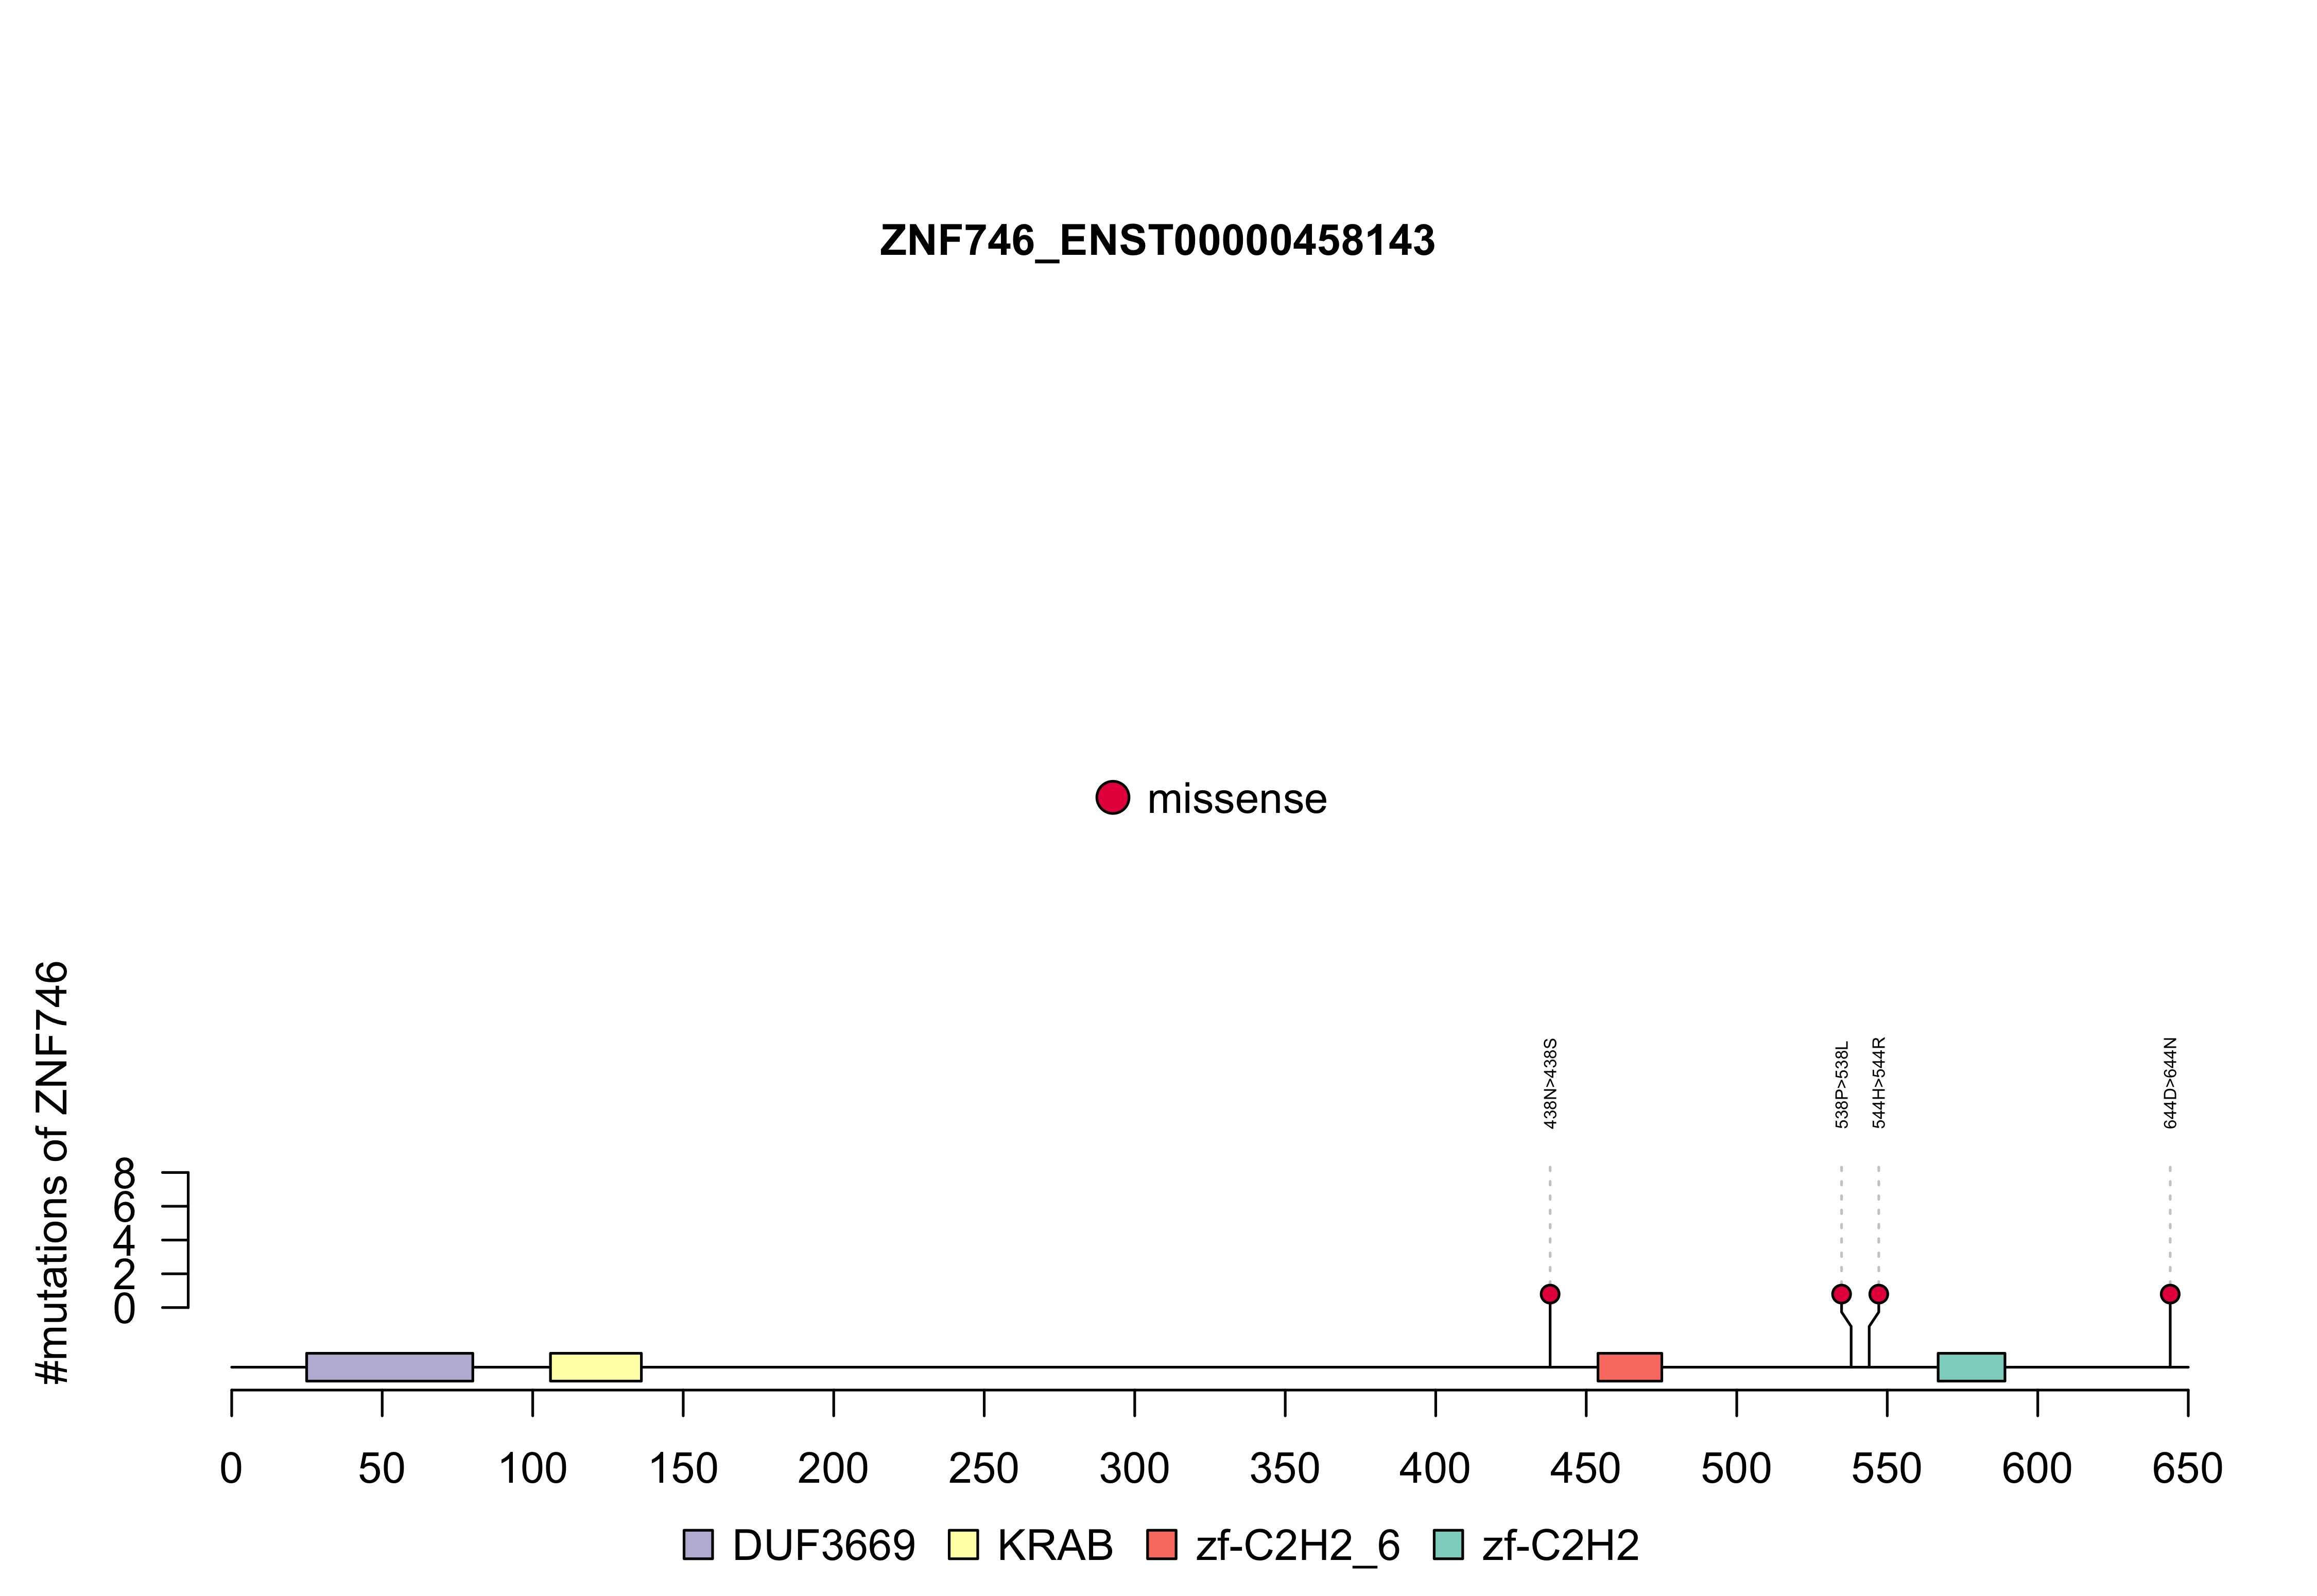 ZNF746_ENST00000458143
missense
#mutations of ZNF746
438N>438S
538P>538L
544H>544R
644D>644N
8
6
4
2
0
0 50 100 150 200 250 300 350 400 450 500 550 600 650
DUF3669 KRAB zf-C2H2_6 zf-C2H2